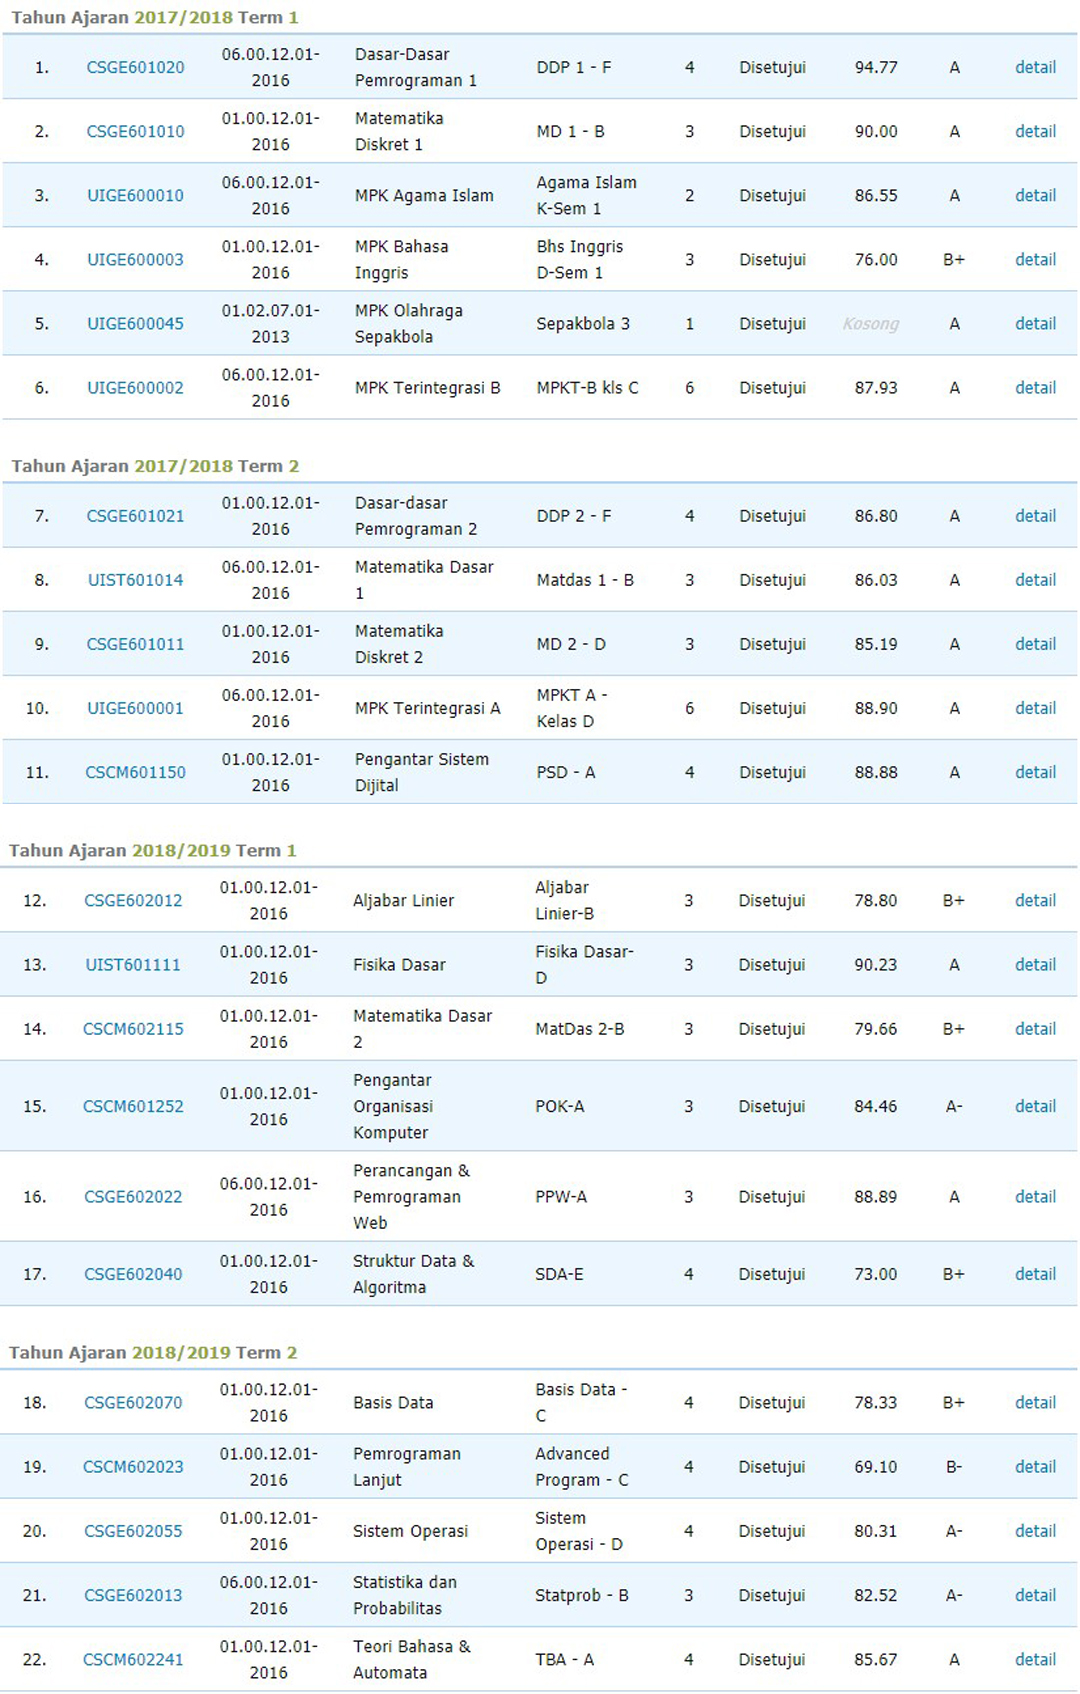 Tahun Ajaran 2017/2018 Term 1
1. CSGE601020 06.00.12.01-2016 Dasar-Dasar Pemrograman 1 DDP 1 - F 4 Disetujui 94.77 A detail
2. CSGE601010 01.00.12.01-2016 Matematika Diskret 1 MD 1 - B 3 Disetujui 90.00 A detail
3. UIGE600010 06.00.12.01-2016 MPK Agama Islam Agama Islam K-Sem 1 2 Disetujui 86.55 A detail
4. UIGE600003 01.00.12.01-2016 MPK Bahasa Inggris Bhs Inggris D-Sem 1 3 Disetujui 76.00 B+ detail
5. UIGE600045 01.02.07.01-2013 MPK Olahraga Sepakbola Sepakbola 3 1 Disetujui Kosong A detail
6. UIGE600002 06.00.12.01-2016 MPK Terintegrasi B MPKT-B kls C 6 Disetujui 87.93 A detail
Tahun Ajaran 2017/2018 Term 2
7. CSGE601021 01.00.12.01-2016 Dasar-dasar Pemrograman 2 DDP 2 - F 4 Disetujui 86.80 A detail
8. UIST601014 06.00.12.01-2016 Matematika Dasar 1 Matdas 1 - B 3 Disetujui 86.03 A detail
9. CSGE601011 01.00.12.01-2016 Matematika Diskret 2 MD 2 - D 3 Disetujui 85.19 A detail
10. UIGE600001 06.00.12.01-2016 MPK Terintegrasi A MPKT A - Kelas D 6 Disetujui 88.90 A detail
11. CSCM601150 01.00.12.01-2016 Pengantar Sistem Dijital PSD - A 4 Disetujui 88.88 A detail
Tahun Ajaran 2018/2019 Term 1
12. CSGE602012 01.00.12.01-2016 Aljabar Linier Aljabar Linier-B 3 Disetujui 78.80 B+ detail
13. UIST601111 01.00.12.01-2016 Fisika Dasar Fisika Dasar-D 3 Disetujui 90.23 A detail
14. CSCM602115 01.00.12.01-2016 Matematika Dasar 2 MatDas 2-B 3 Disetujui 79.66 B+ detail
15. CSCM601252 01.00.12.01-2016 Pengantar Organisasi Komputer POK-A 3 Disetujui 84.46 A- detail
16. CSGE602022 06.00.12.01-2016 Perancangan & Pemrograman Web PPW-A 3 Disetujui 88.89 A detail
17. CSGE602040 01.00.12.01-2016 Struktur Data & Algoritma SDA-E 4 Disetujui 73.00 B+ detail
Tahun Ajaran 2018/2019 Term 2
18. CSGE602070 01.00.12.01-2016 Basis Data Basis Data - C 4 Disetujui 78.33 B+ detail
19. CSCM602023 01.00.12.01-2016 Pemrograman Lanjut Advanced Program - C 4 Disetujui 69.10 B- detail
20. CSGE602055 01.00.12.01-2016 Sistem Operasi Sistem Operasi - D 4 Disetujui 80.31 A- detail
21. CSGE602013 06.00.12.01-2016 Statistika dan Probabilitas Statprob - B 3 Disetujui 82.52 A- detail
22. CSCM602241 01.00.12.01-2016 Teori Bahasa & Automata TBA - A 4 Disetujui 85.67 A detail